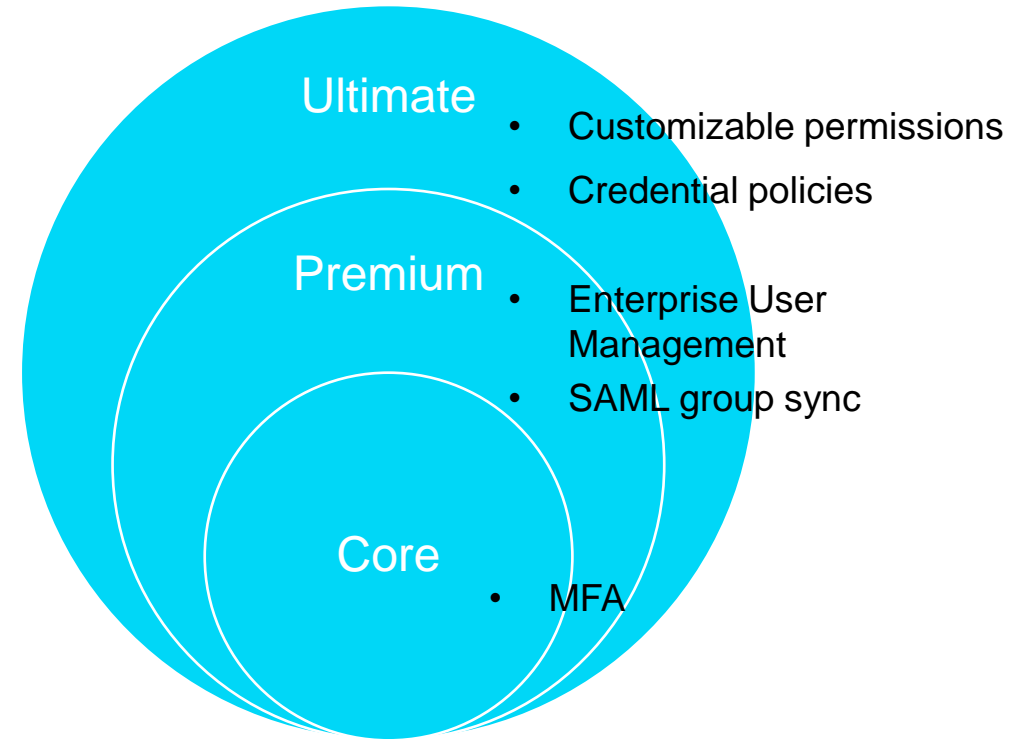 Ultimate
• Customizable permissions
• Credential policies
Premium
• Enterprise User
Management
• SAML group sync
Core
• MFA